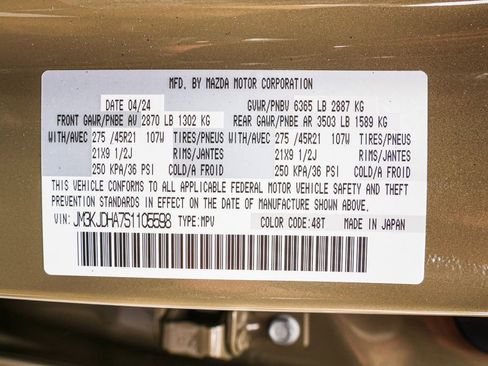 MFD. BY MAZDA MOTOR CORPORATION
DATE 04/24 GVWR/PNBV 6365 LB 2887 KG
FRONT GAWR/PNBE AV 2870 LB 1302 KG REAR GAWR/PNBE AR 3503 LB 1589 KG
WITH/AVEC 275 /45R21 107W TIRES/PNEUS WITH/AVEC 275 /45R21 107W TIRES/PNEUS
21X9 1/2J RIMS/JANTES 21X9 1/2J RIMS/JANTES
250 KPA/36 PSI COLD/A FROID 250 KPA/36 PSI COLD/A FROID
THIS VEHICLE CONFORMS TO ALL APPLICABLE FEDERAL MOTOR VEHICLE SAFETY AND THEFT
PREVENTION STANDARDS IN EFFECT ON THE DATE OF MANUFACTURE SHOWN ABOVE.
VIN: JM3KJDHA7S1105598 TYPE:MPV COLOR CODE:48T MADE IN JAPAN